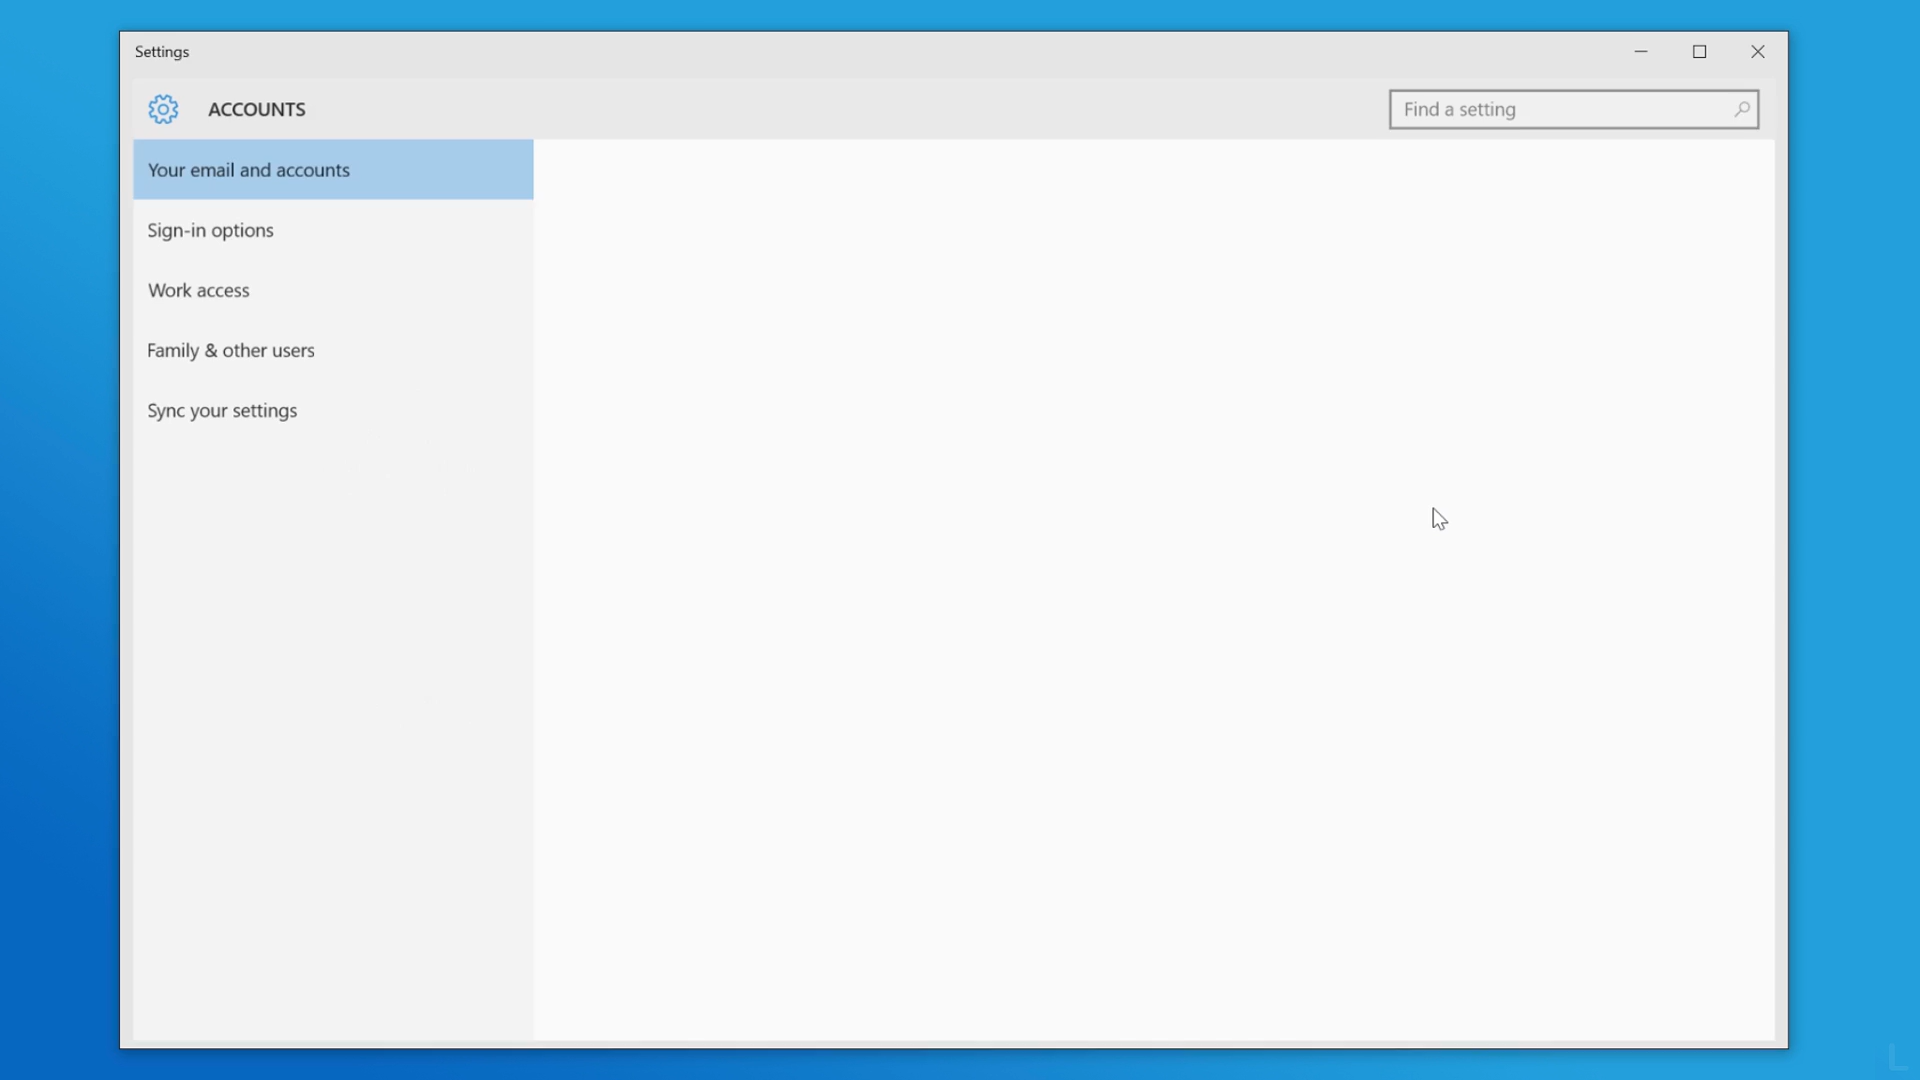 Settings
ACCOUNTS
Find a setting
Your email and accounts
Sign-in options
Work access
Family & other users
Sync your settings
L